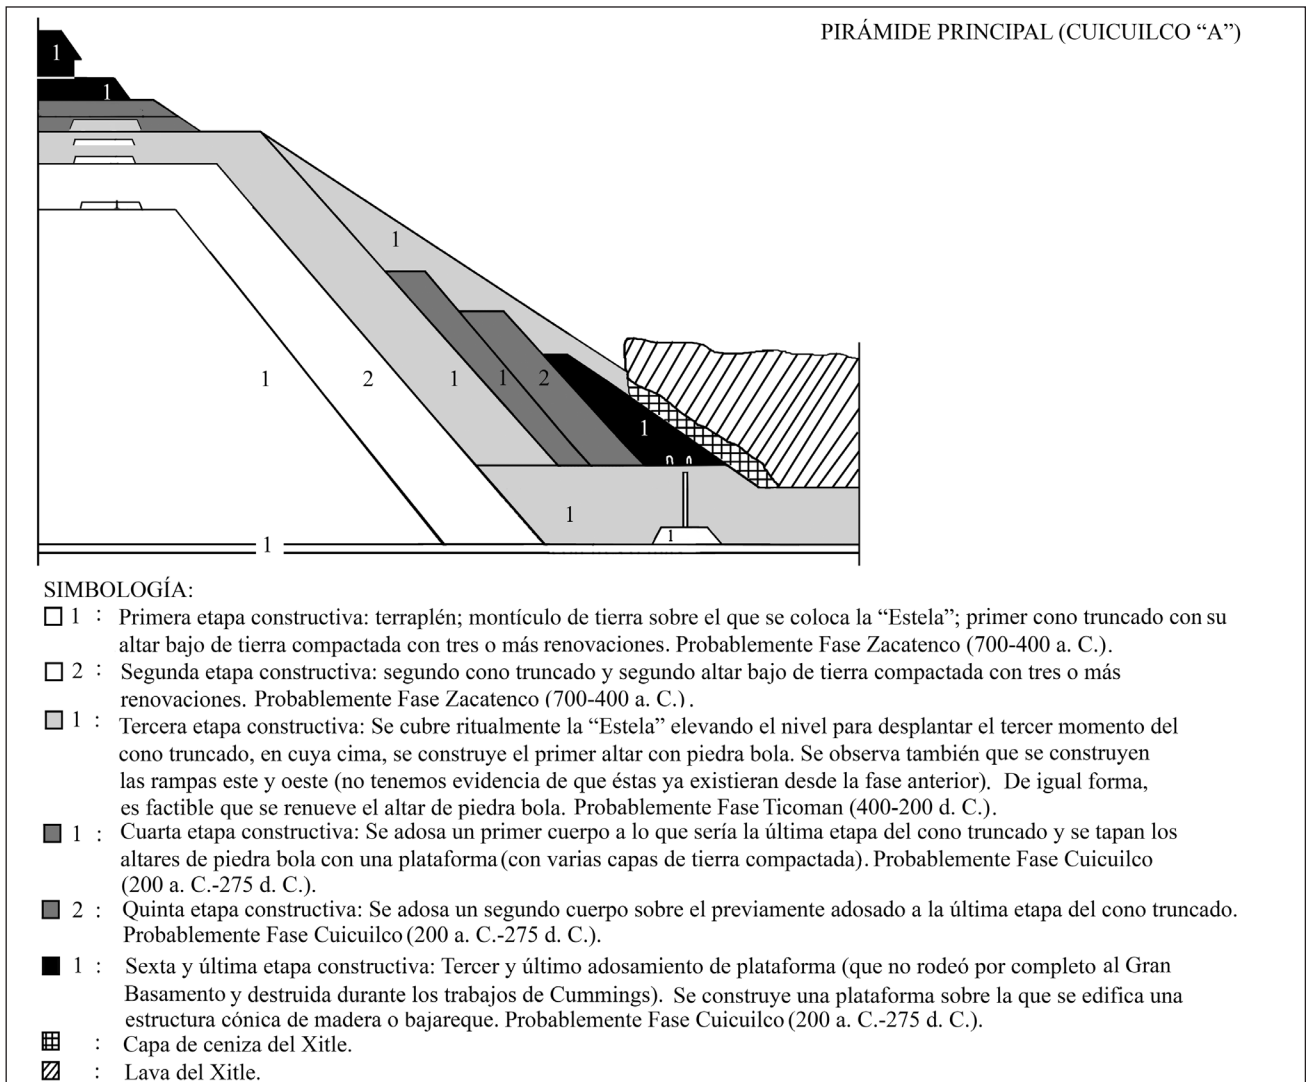 PIRÁMIDE PRINCIPAL (CUICUILCO “A”)
1
1
1
1
1
2
1
1
2
1
1
1
1
SIMBOLOGÍA:
1 : Primera etapa constructiva: terraplén; montículo de tierra sobre el que se coloca la “Estela”; primer cono truncado con su
altar bajo de tierra compactada con tres o más renovaciones. Probablemente Fase Zacatenco (700-400 a. C.).
2 : Segunda etapa constructiva: segundo cono truncado y segundo altar bajo de tierra compactada con tres o más
renovaciones. Probablemente Fase Zacatenco (700-400 a. C.).
1 : Tercera etapa constructiva: Se cubre ritualmente la “Estela” elevando el nivel para desplantar el tercer momento del
cono truncado, en cuya cima, se construye el primer altar con piedra bola. Se observa también que se construyen
las rampas este y oeste (no tenemos evidencia de que éstas ya existieran desde la fase anterior). De igual forma,
es factible que se renueve el altar de piedra bola. Probablemente Fase Ticoman (400-200 d. C.).
1 : Cuarta etapa constructiva: Se adosa un primer cuerpo a lo que sería la última etapa del cono truncado y se tapan los
altares de piedra bola con una plataforma (con varias capas de tierra compactada). Probablemente Fase Cuicuilco
(200 a. C.-275 d. C.).
2 : Quinta etapa constructiva: Se adosa un segundo cuerpo sobre el previamente adosado a la última etapa del cono truncado.
Probablemente Fase Cuicuilco (200 a. C.-275 d. C.).
1 : Sexta y última etapa constructiva: Tercer y último adosamiento de plataforma (que no rodeó por completo al Gran
Basamento y destruida durante los trabajos de Cummings). Se construye una plataforma sobre la que se edifica una
estructura cónica de madera o bajareque. Probablemente Fase Cuicuilco (200 a. C.-275 d. C.).
: Capa de ceniza del Xitle.
: Lava del Xitle.